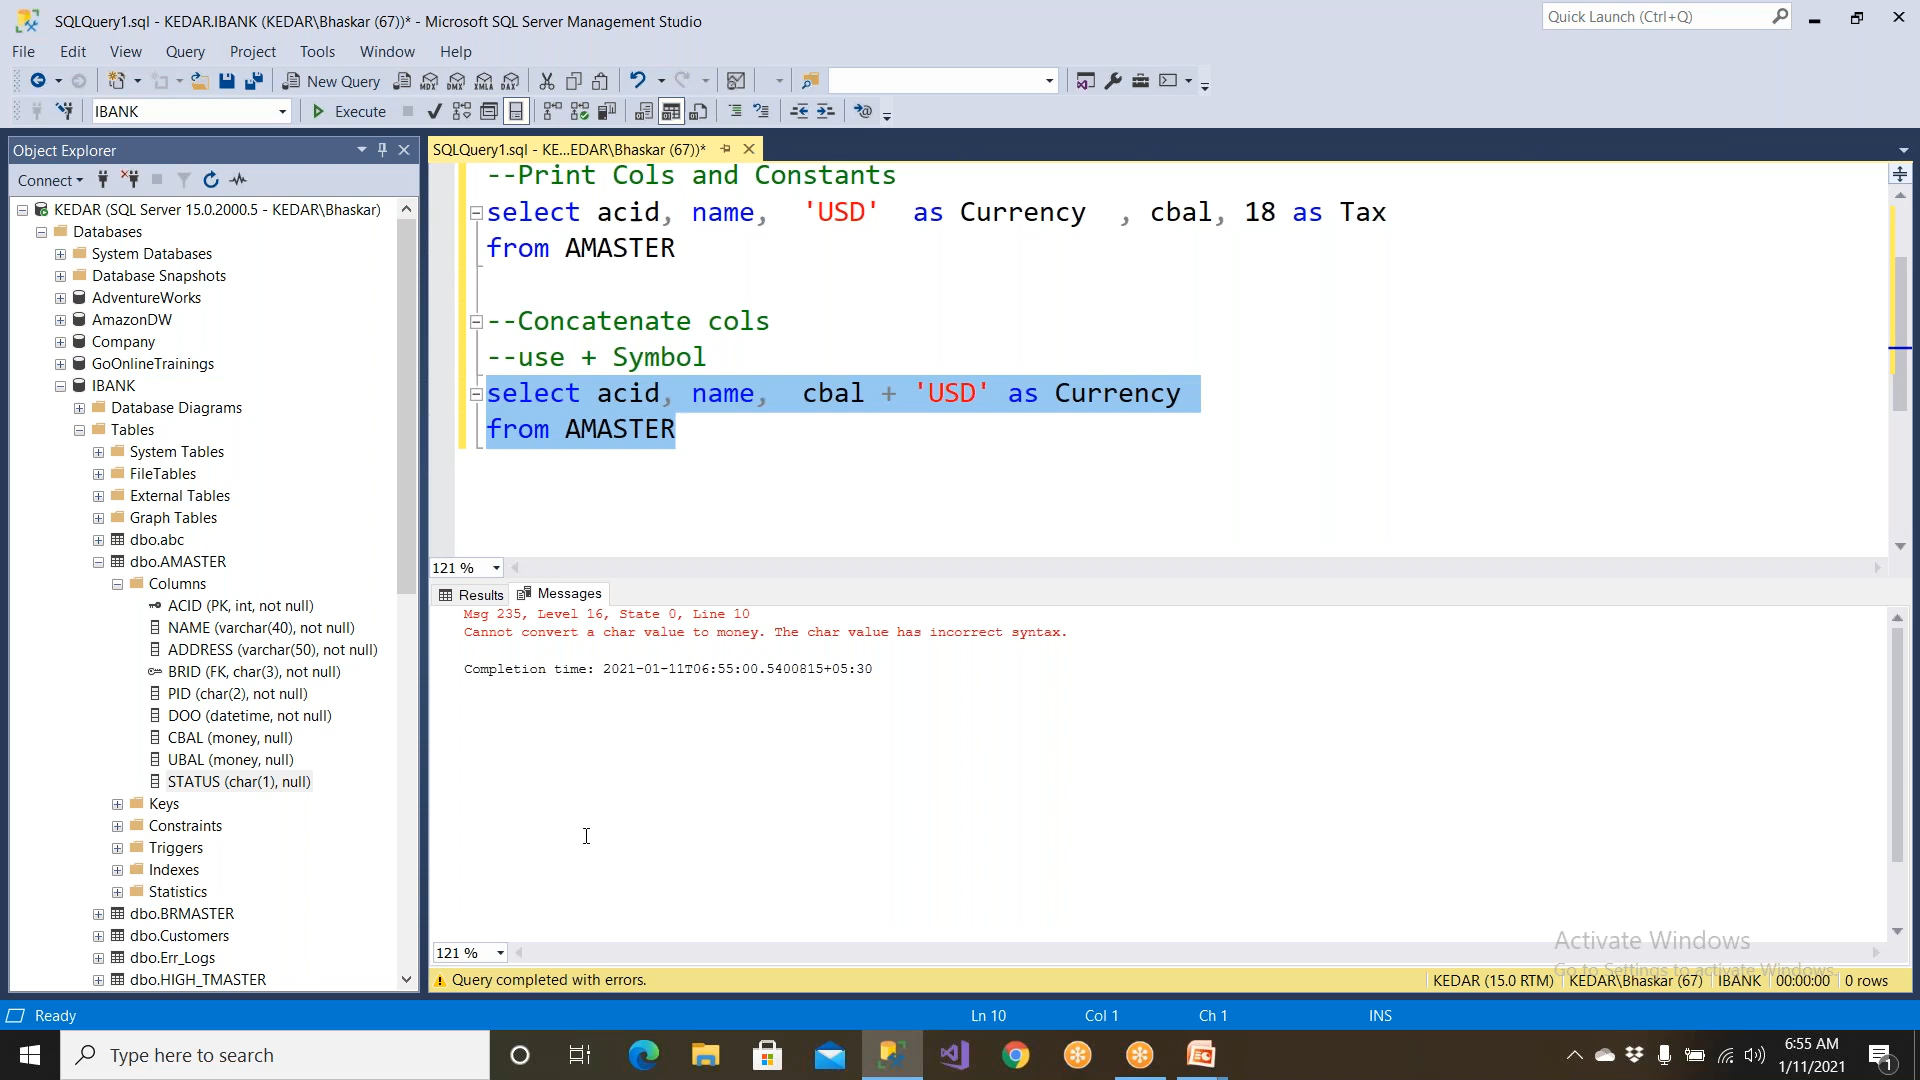 SQLQuery1.sql - KEDAR.IBANK (KEDAR\Bhaskar (67))* - Microsoft SQL Server Management Studio
Quick Launch (Ctrl+Q)
File Edit View Query Project Tools Window Help
New Query
MDX DMX XMLA DAX
IBANK
Execute
Object Explorer
SQLQuery1.sql - KE...EDAR\Bhaskar (67))*
Connect
KEDAR (SQL Server 15.0.2000.5 - KEDAR\Bhaskar)
Databases
System Databases
Database Snapshots
AdventureWorks
AmazonDW
Company
GoOnlineTrainings
IBANK
Database Diagrams
Tables
System Tables
FileTables
External Tables
Graph Tables
dbo.abc
dbo.AMASTER
Columns
ACID (PK, int, not null)
NAME (varchar(40), not null)
ADDRESS (varchar(50), not null)
BRID (FK, char(3), not null)
PID (char(2), not null)
DOO (datetime, not null)
CBAL (money, null)
UBAL (money, null)
STATUS (char(1), null)
Keys
Constraints
Triggers
Indexes
Statistics
dbo.BRMASTER
dbo.Customers
dbo.Err_Logs
dbo.HIGH_TMASTER
--Print Cols and Constants
select acid, name, 'USD' as Currency , cbal, 18 as Tax
from AMASTER
--Concatenate cols
--use + Symbol
select acid, name, cbal + 'USD' as Currency
from AMASTER
121 %
Results Messages
Msg 235, Level 16, State 0, Line 10
Cannot convert a char value to money. The char value has incorrect syntax.
Completion time: 2021-01-11T06:55:00.5400815+05:30
121 %
Activate Windows
Go to Settings to activate Windows.
Query completed with errors.
KEDAR (15.0 RTM) KEDAR\Bhaskar (67) IBANK 00:00:00 0 rows
Ready
Ln 10 Col 1 Ch 1 INS
Type here to search
6:55 AM
1/11/2021
1